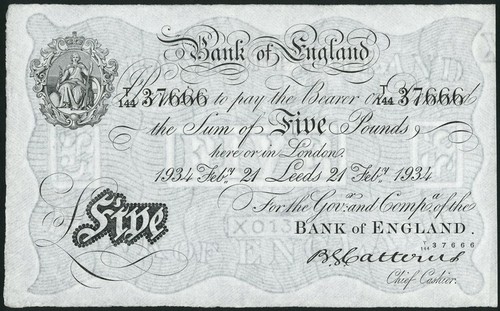 Bank of England
T/144 37666 to pay the Bearer on T/144 37666
the Sum of Five Pounds
here or in London.
1934 Feby. 21 Leeds 21 Feby. 1934
For the Govr. and Compa. of the
BANK OF ENGLAND.
Five
T/144 37666
B.G. Catterns
Chief Cashier.